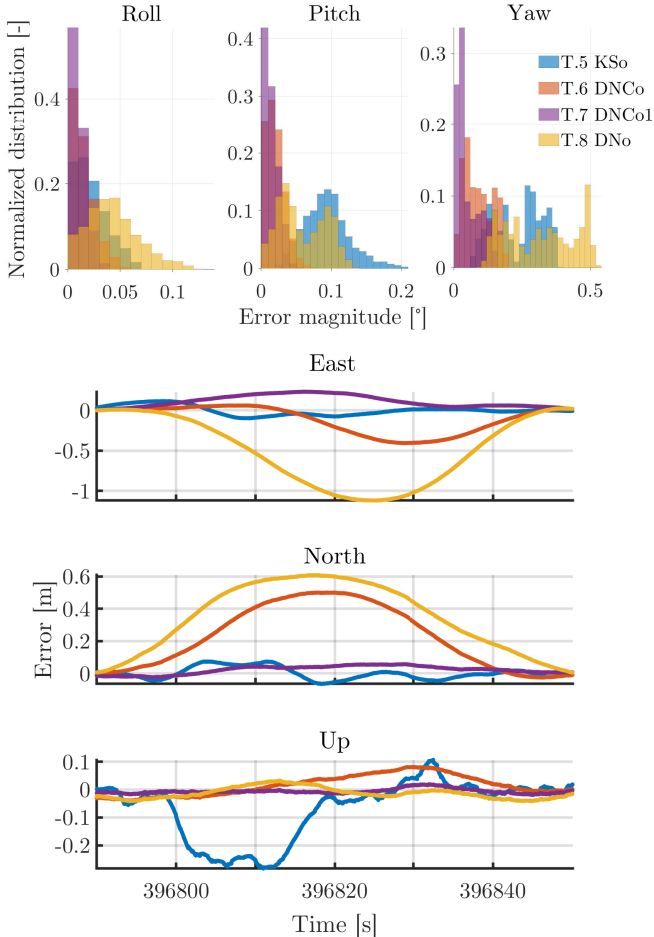 Roll Pitch Yaw
Normalized distribution [-]
0.4
0.2
0
0 0.05 0.1
0.4
0.3
0.2
0.1
0
0 0.1 0.2
0.3
0.2
0.1
0
0 0.5
T.5 KSo
T.6 DNCo
T.7 DNCo1
T.8 DNo
Error magnitude [°]
East
0
-0.5
-1
North
Error [m]
0.6
0.4
0.2
0
Up
0.1
0
-0.1
-0.2
396800 396820 396840
Time [s]